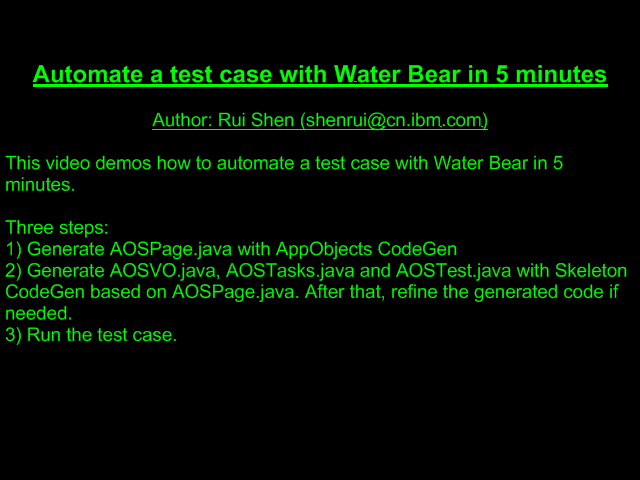 Automate a test case with Water Bear in 5 minutes
Author: Rui Shen (shenrui@cn.ibm.com)
This video demos how to automate a test case with Water Bear in 5
minutes.
Three steps:
1) Generate AOSPage.java with AppObjects CodeGen
2) Generate AOSVO.java, AOSTasks.java and AOSTest.java with Skeleton
CodeGen based on AOSPage.java. After that, refine the generated code if
needed.
3) Run the test case.